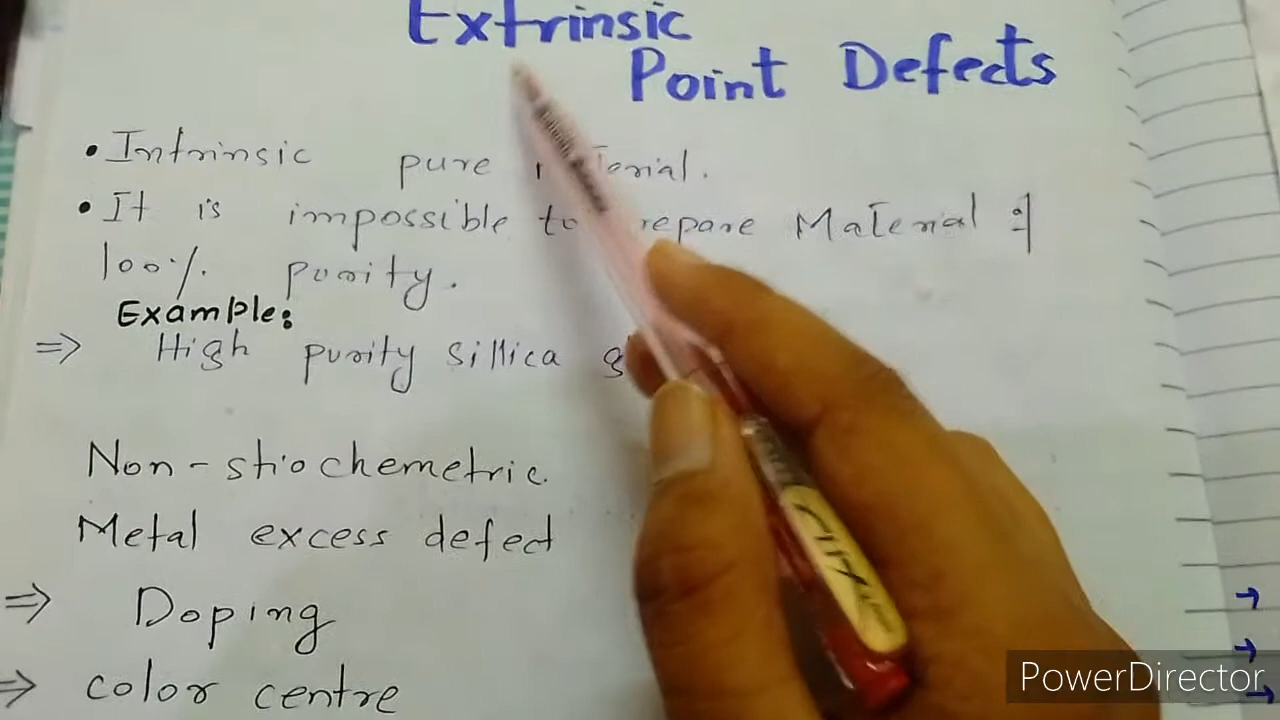 Extrinsic
Point Defects
• Intrinsic pure
• It is impossible to Material of
100% purity.
Example:
⇒ High purity sillica
Non-stiochemetric.
Metal excess defect
⇒ Doping
⇒ color centre
PowerDirector